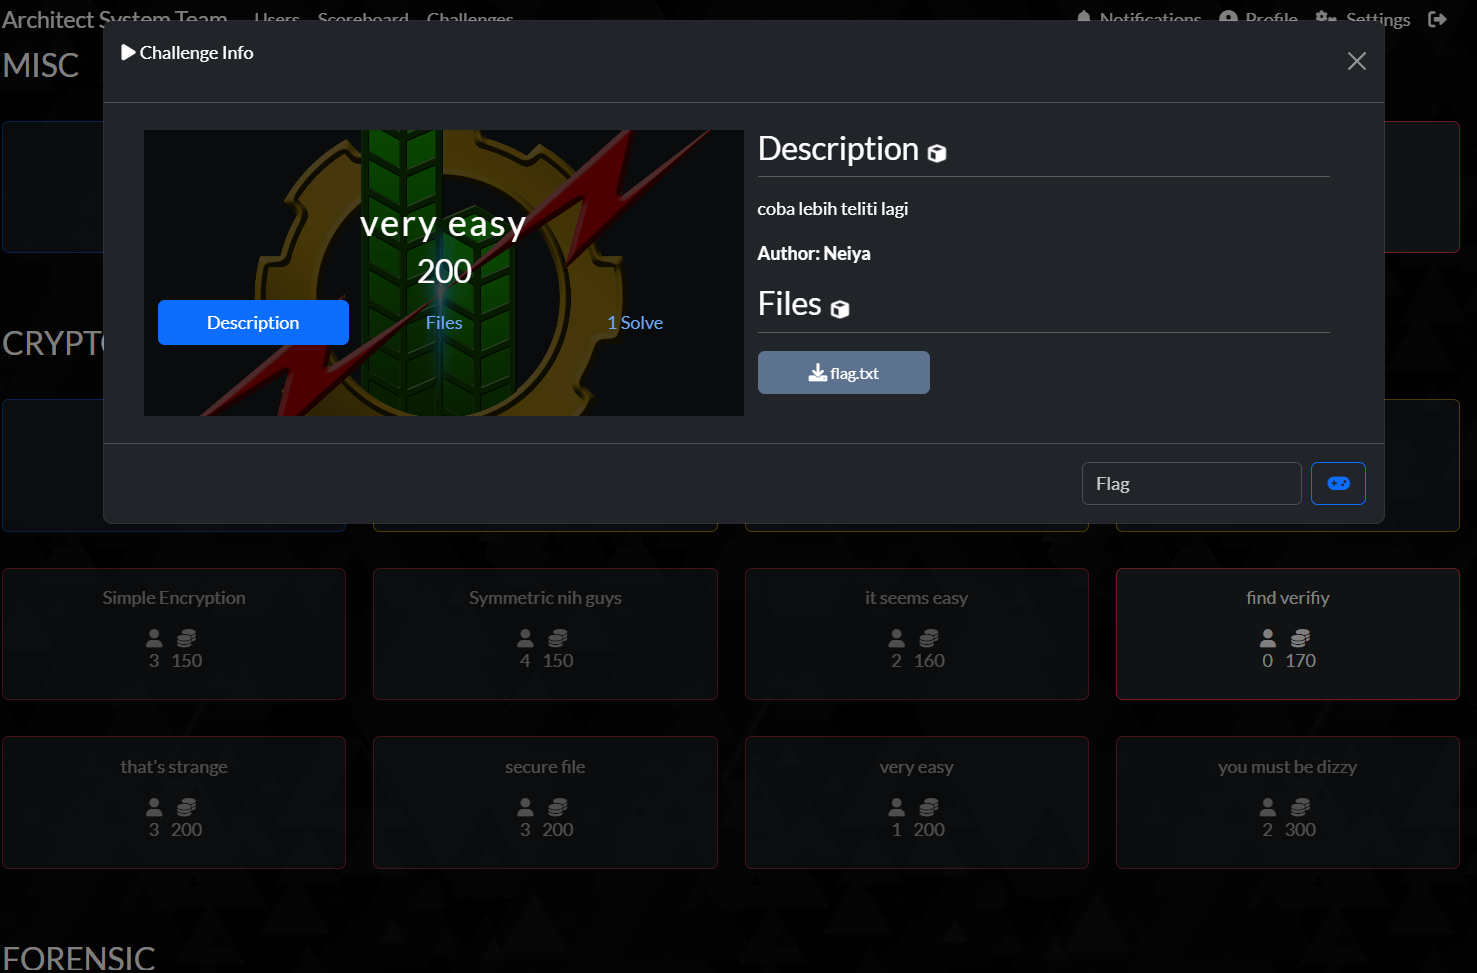 Architect System Team Users Scoreboard Challenges Notifications Profile Settings
MISC
Challenge Info
very easy
200
Description
Files
1 Solve
Description
coba lebih teliti lagi
Author: Neiya
Files
flag.txt
Flag
Simple Encryption
3 150
Symmetric nih guys
4 150
it seems easy
2 160
find verifiy
0 170
that's strange
3 200
secure file
3 200
very easy
1 200
you must be dizzy
2 300
FORENSIC